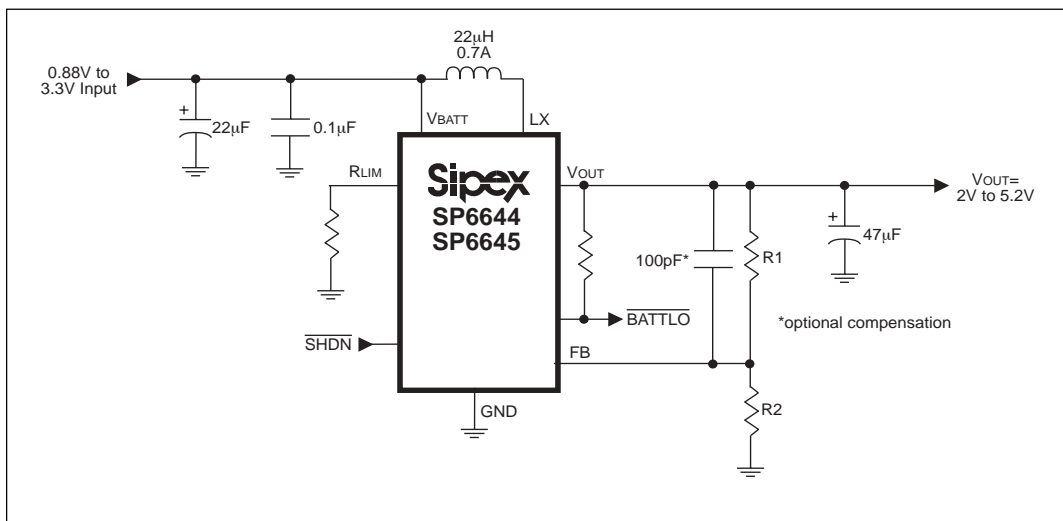 22µH
0.7A
0.88V to
3.3V Input
+
22µF
0.1µF
VBATT
LX
RLIM
Sipex
SP6644
SP6645
VOUT
VOUT=
2V to 5.2V
+
47µF
100pF*
R1
BATTLO
*optional compensation
SHDN
FB
R2
GND